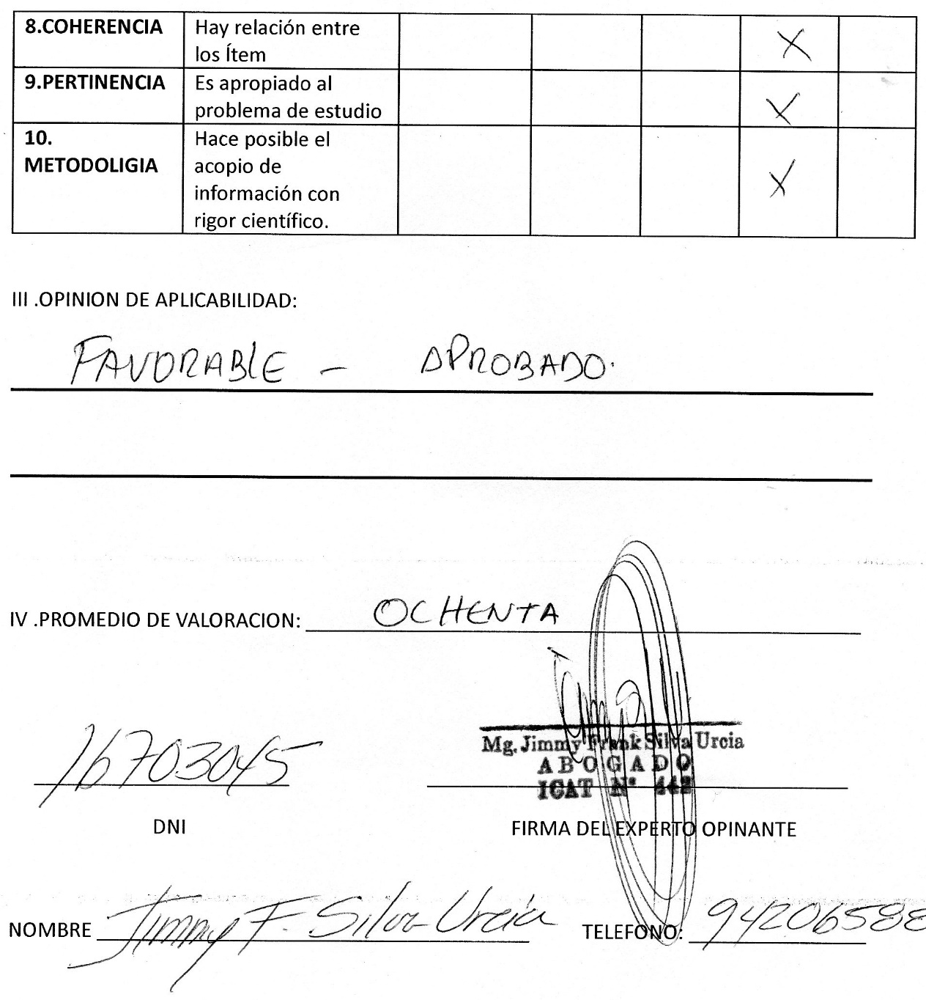 8.COHERENCIA Hay relación entre
los Ítem X
9.PERTINENCIA Es apropiado al
problema de estudio X
10. Hace posible el
METODOLIGIA acopio de X
información con
rigor científico.
III .OPINION DE APLICABILIDAD:
FAVORABLE - APROBADO.
IV .PROMEDIO DE VALORACION: OCHENTA
Mg. Jimmy Frank Silva Urcia
ABOGADO
16703045 ICAT N° 442
DNI FIRMA DEL EXPERTO OPINANTE
NOMBRE Jimmy F. Silva Urcia TELEFONO: 94206588